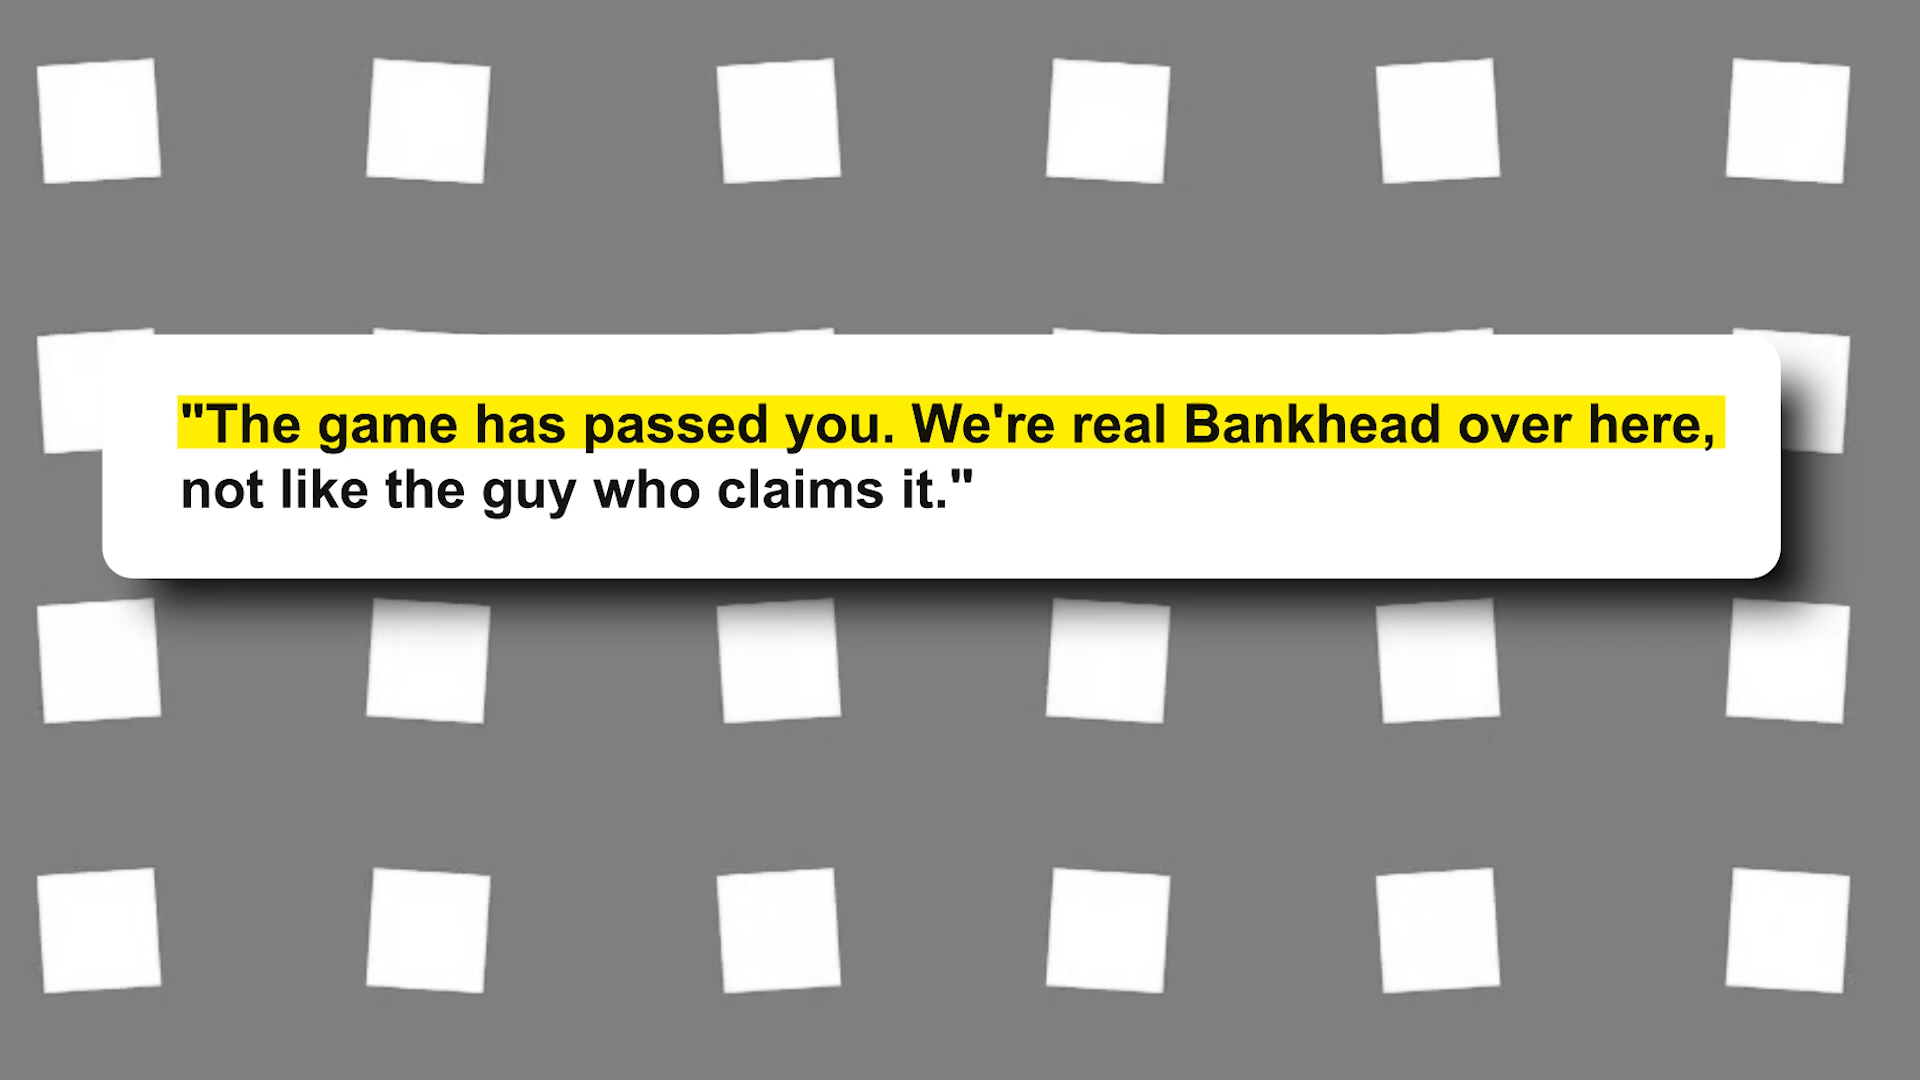 "The game has passed you. We're real Bankhead over here,
not like the guy who claims it."